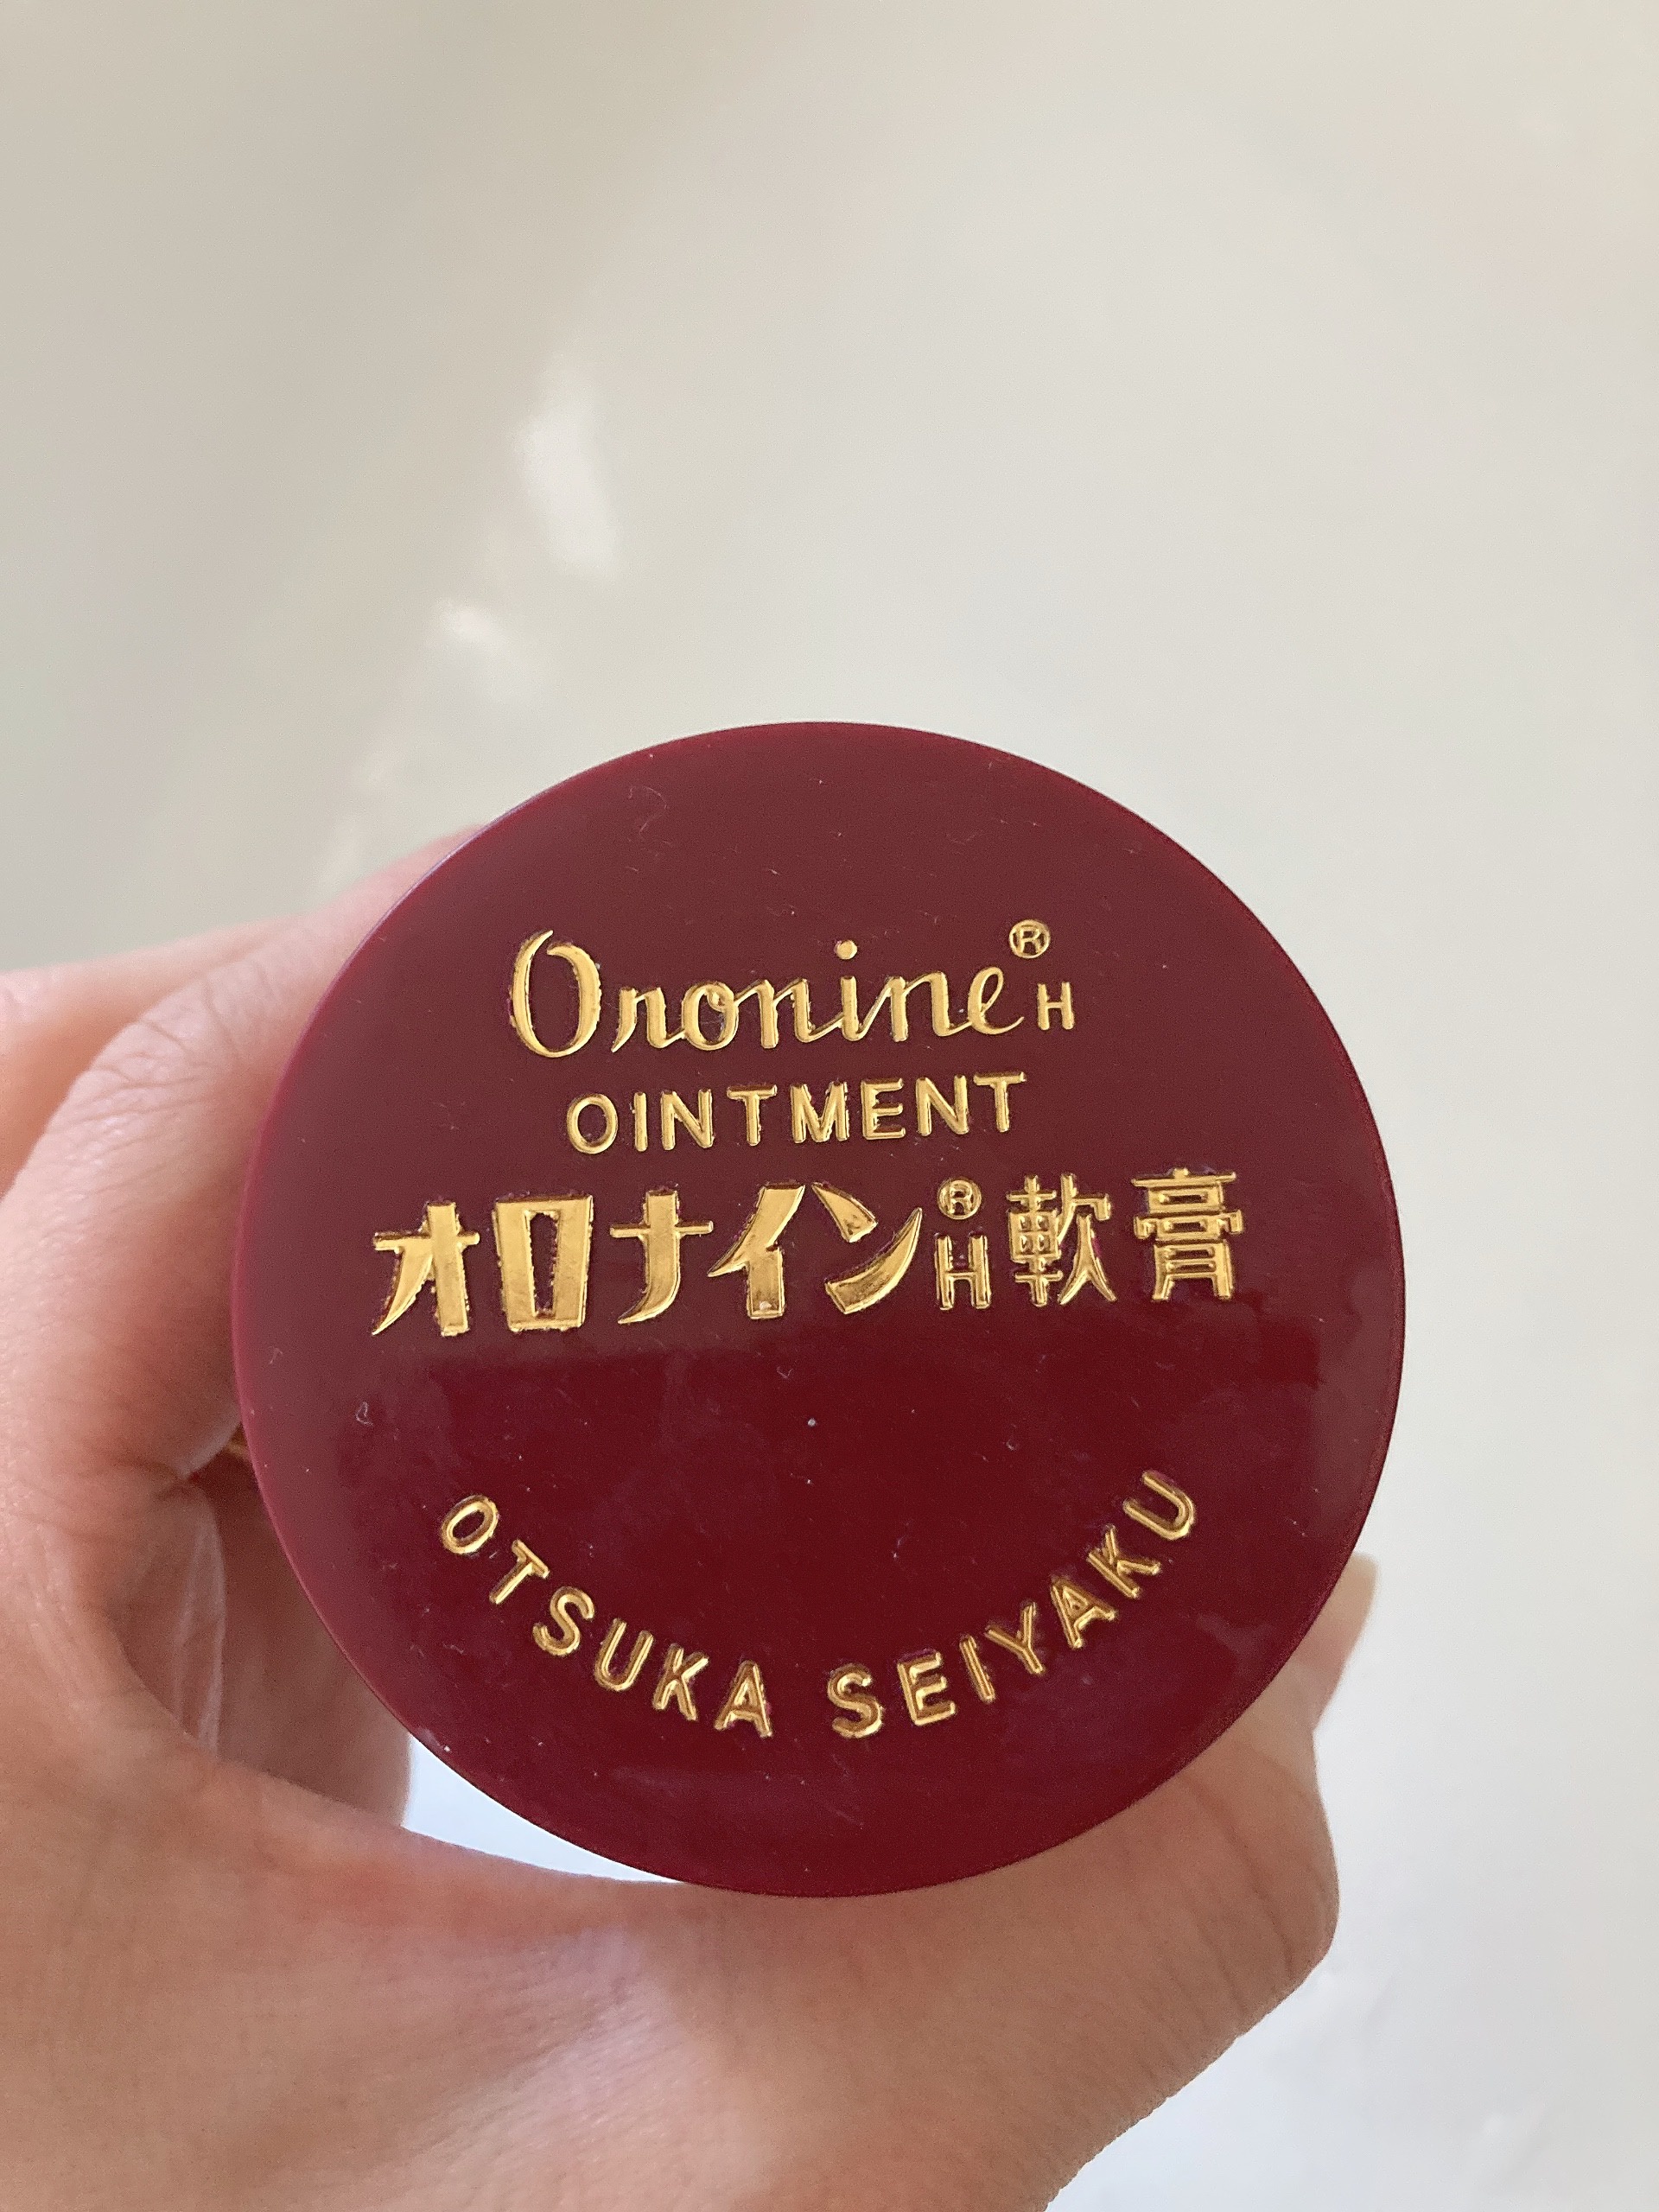 Oronine® H
OINTMENT
オロナイン®H軟膏
OTSUKA SEIYAKU